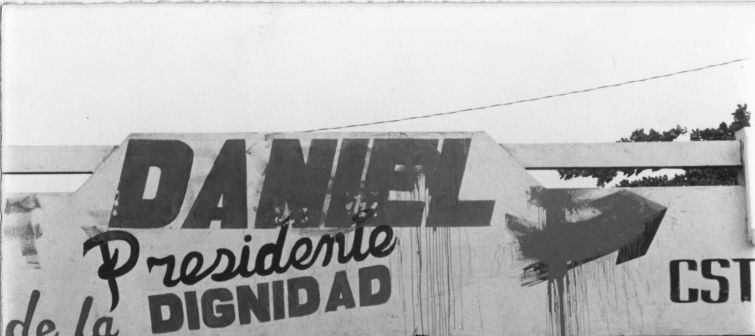 DANIEL
Presidente
de la DIGNIDAD
CST